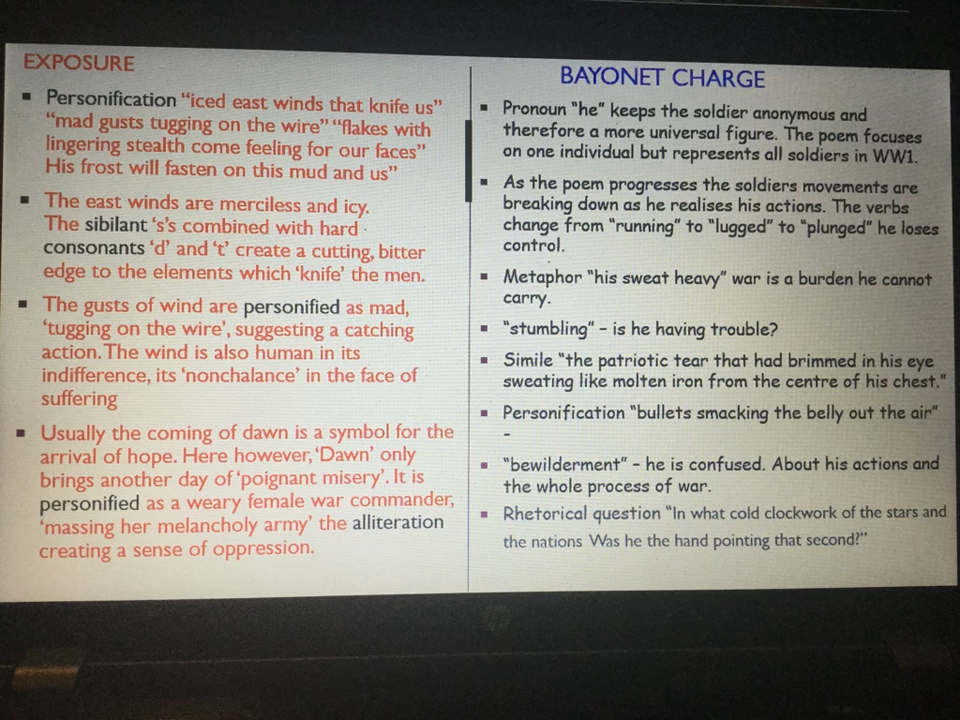 EXPOSURE
▪ Personification “iced east winds that knife us”
“mad gusts tugging on the wire” “flakes with
lingering stealth come feeling for our faces”
His frost will fasten on this mud and us”
▪ The east winds are merciless and icy.
The sibilant ‘s’s combined with hard
consonants ‘d’ and ‘t’ create a cutting, bitter
edge to the elements which ‘knife’ the men.
▪ The gusts of wind are personified as mad,
‘tugging on the wire’, suggesting a catching
action. The wind is also human in its
indifference, its ‘nonchalance’ in the face of
suffering
▪ Usually the coming of dawn is a symbol for the
arrival of hope. Here however, ‘Dawn’ only
brings another day of ‘poignant misery’. It is
personified as a weary female war commander,
‘massing her melancholy army’ the alliteration
creating a sense of oppression.
BAYONET CHARGE
▪ Pronoun “he” keeps the soldier anonymous and
therefore a more universal figure. The poem focuses
on one individual but represents all soldiers in WW1.
▪ As the poem progresses the soldiers movements are
breaking down as he realises his actions. The verbs
change from “running” to “lugged” to “plunged” he loses
control.
▪ Metaphor “his sweat heavy” war is a burden he cannot
carry.
▪ “stumbling” – is he having trouble?
▪ Simile “the patriotic tear that had brimmed in his eye
sweating like molten iron from the centre of his chest.”
▪ Personification “bullets smacking the belly out the air”
–
▪ “bewilderment” – he is confused. About his actions and
the whole process of war.
▪ Rhetorical question “In what cold clockwork of the stars and
the nations Was he the hand pointing that second?”